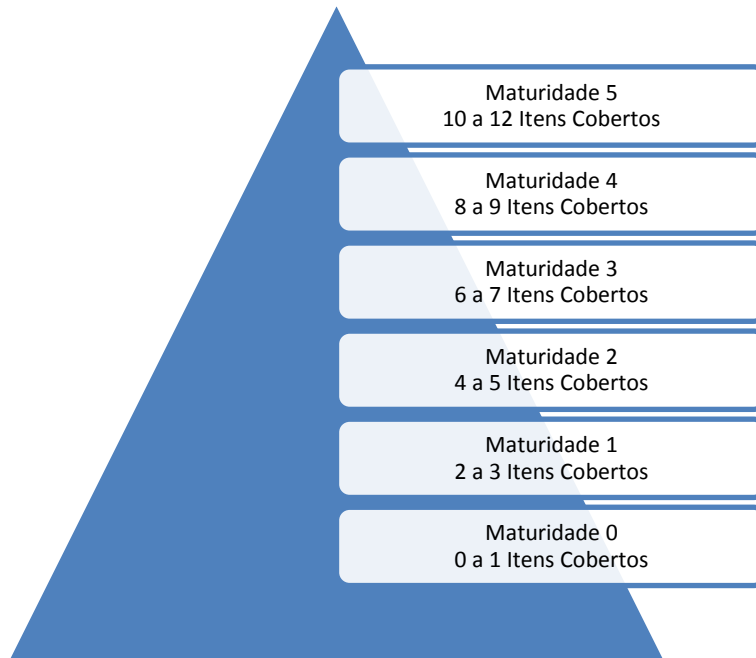 Maturidade 5
10 a 12 Itens Cobertos
Maturidade 4
8 a 9 Itens Cobertos
Maturidade 3
6 a 7 Itens Cobertos
Maturidade 2
4 a 5 Itens Cobertos
Maturidade 1
2 a 3 Itens Cobertos
Maturidade 0
0 a 1 Itens Cobertos